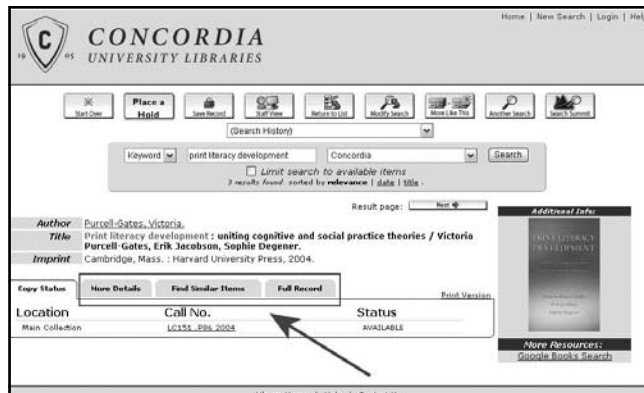 Home | New Search | Login | Hel
C
19 05
CONCORDIA
UNIVERSITY LIBRARIES
Start Over
Place a Hold
Save Record
Staff View
Return to List
Modify Search
More Like This
Another Search
Search Summit
(Search History)
Keyword print literacy development Concordia Search
Limit search to available items
3 results found. sorted by relevance | date | title .
Result page: Next
Author Purcell-Gates, Victoria.
Title Print literacy development : uniting cognitive and social practice theories / Victoria
Purcell-Gates, Erik Jacobson, Sophie Degener.
Imprint Cambridge, Mass. : Harvard University Press, 2004.
Additional Info:
PRINT LITERACY
DEVELOPMENT
Copy Status More Details Find Similar Items Full Record
Print Version
Location Call No. Status
Main Collection LC151 .P86 2004 AVAILABLE
More Resources:
Google Books Search